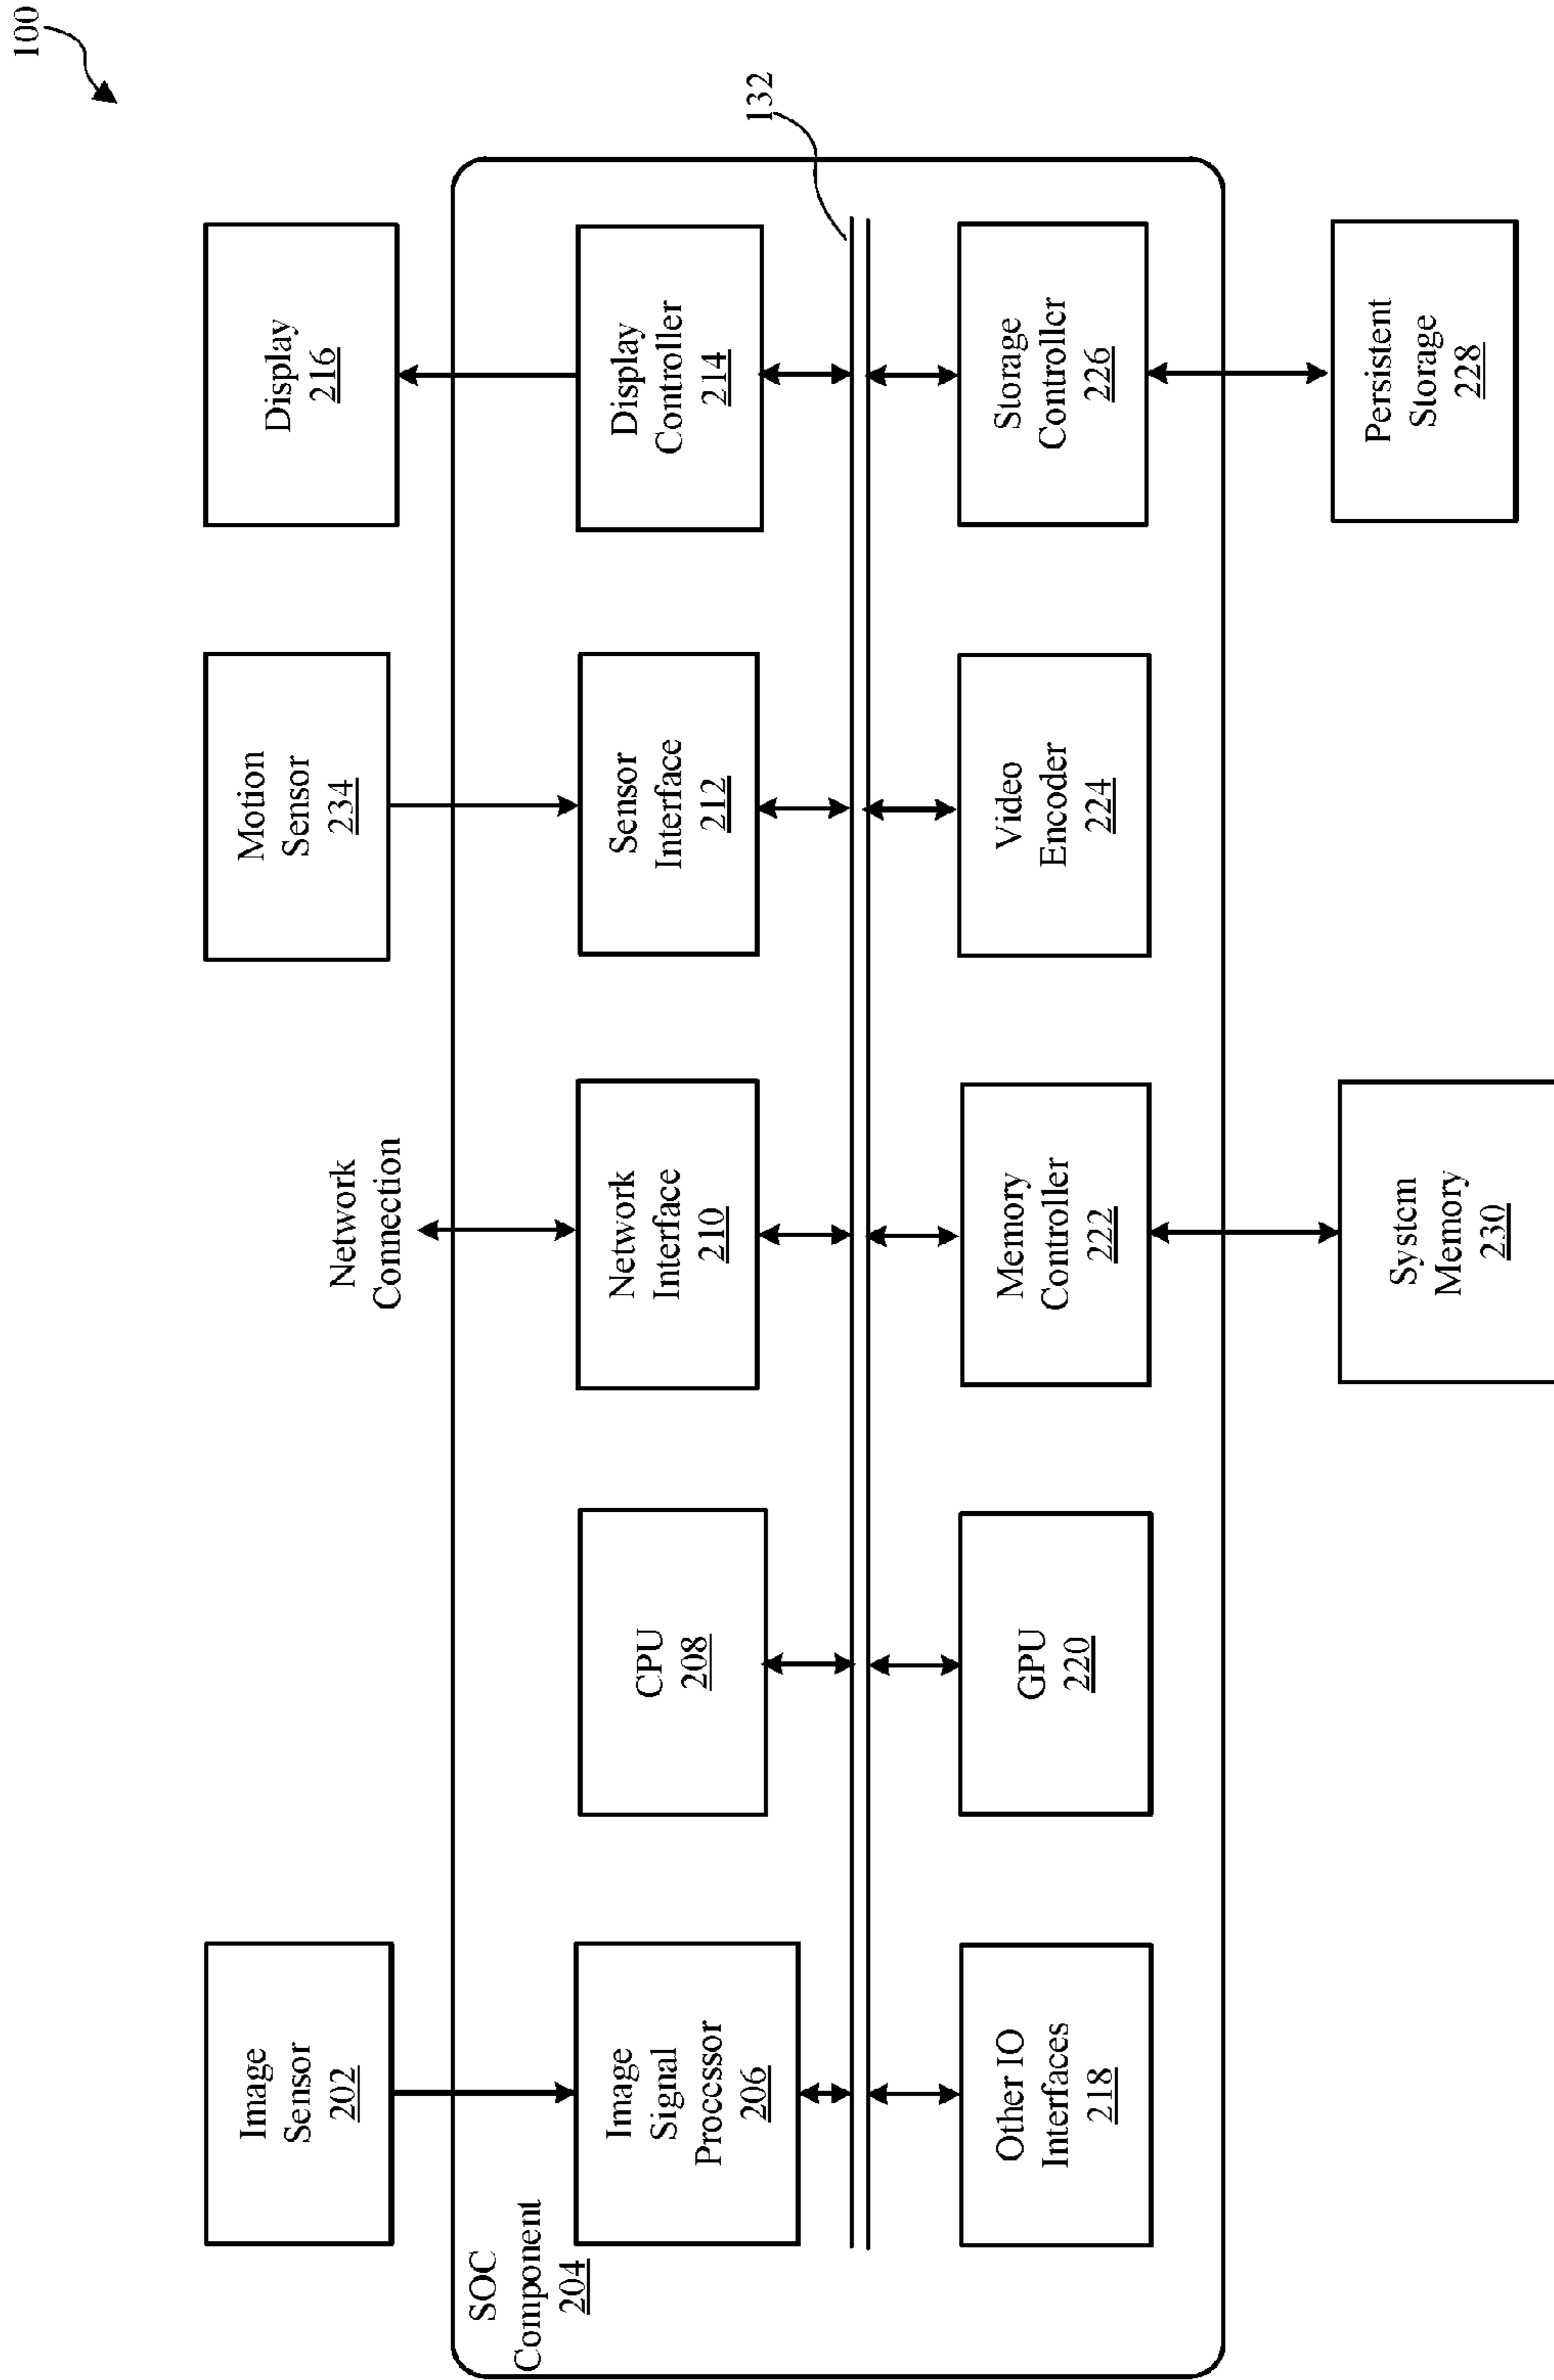 100
Image
Sensor
202
Network
Connection
Motion
Sensor
234
Display
216
SOC
Component
204
Image
Signal
Processor
206
CPU
208
Network
Interface
210
Sensor
Interface
212
Display
Controller
214
132
Other IO
Interfaces
218
GPU
220
Memory
Controller
222
Video
Encoder
224
Storage
Controller
226
System
Memory
230
Persistent
Storage
228